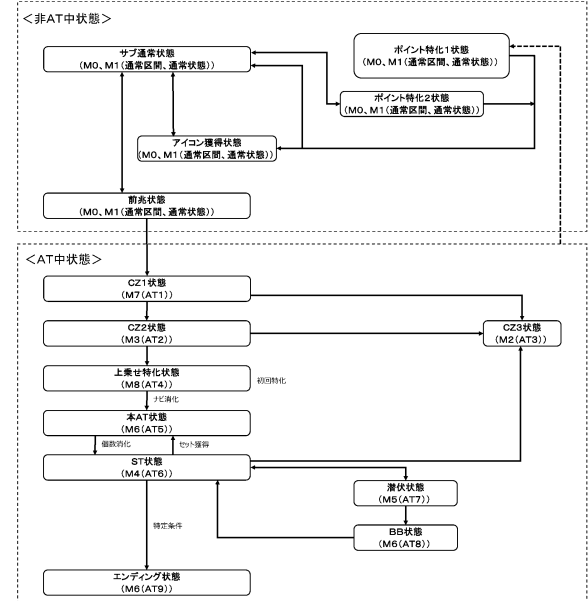 ＜非AT中状態＞
サブ通常状態
(M0、M1(通常区間、通常状態))
ポイント特化1状態
(M0、M1(通常区間、通常状態))
ポイント特化2状態
(M0、M1(通常区間、通常状態))
アイコン獲得状態
(M0、M1(通常区間、通常状態))
前兆状態
(M0、M1(通常区間、通常状態))
＜AT中状態＞
CZ1状態
(M7(AT1))
CZ2状態
(M3(AT2))
CZ3状態
(M2(AT3))
上乗せ特化状態
(M8(AT4))
初回特化
ナビ消化
本AT状態
(M6(AT5))
個数消化
セット獲得
ST状態
(M4(AT6))
潜伏状態
(M5(AT7))
特定条件
BB状態
(M6(AT8))
エンディング状態
(M6(AT9))